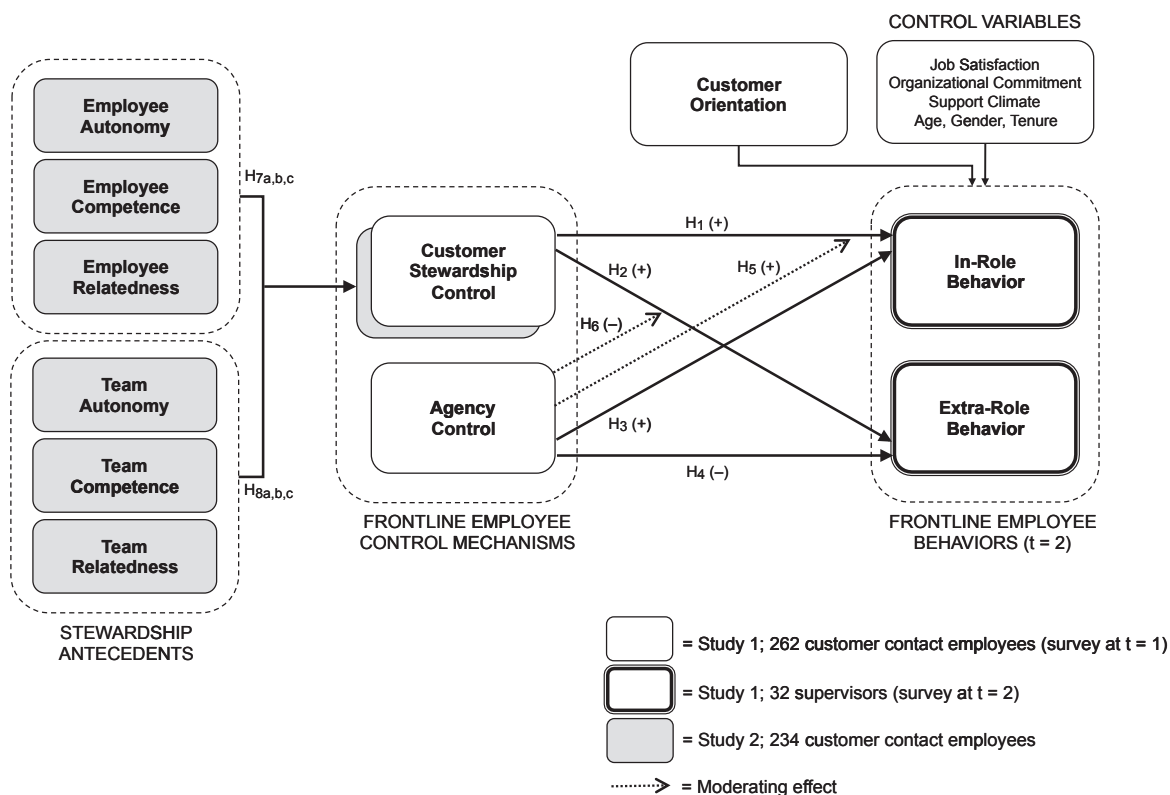 CONTROL VARIABLES
Job Satisfaction
Organizational Commitment
Support Climate
Age, Gender, Tenure
Customer
Orientation
Employee
Autonomy
Employee
Competence
Employee
Relatedness
H7a,b,c
Team
Autonomy
Team
Competence
Team
Relatedness
H8a,b,c
STEWARDSHIP
ANTECEDENTS
Customer
Stewardship
Control
Agency
Control
FRONTLINE EMPLOYEE
CONTROL MECHANISMS
H1 (+)
H2 (+)
H5 (+)
H6 (–)
H3 (+)
H4 (–)
In-Role
Behavior
Extra-Role
Behavior
FRONTLINE EMPLOYEE
BEHAVIORS (t = 2)
= Study 1; 262 customer contact employees (survey at t = 1)
= Study 1; 32 supervisors (survey at t = 2)
= Study 2; 234 customer contact employees
= Moderating effect